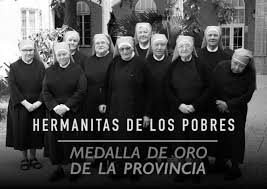 HERMANITAS DE LOS POBRES
MEDALLA DE ORO
DE LA PROVINCIA